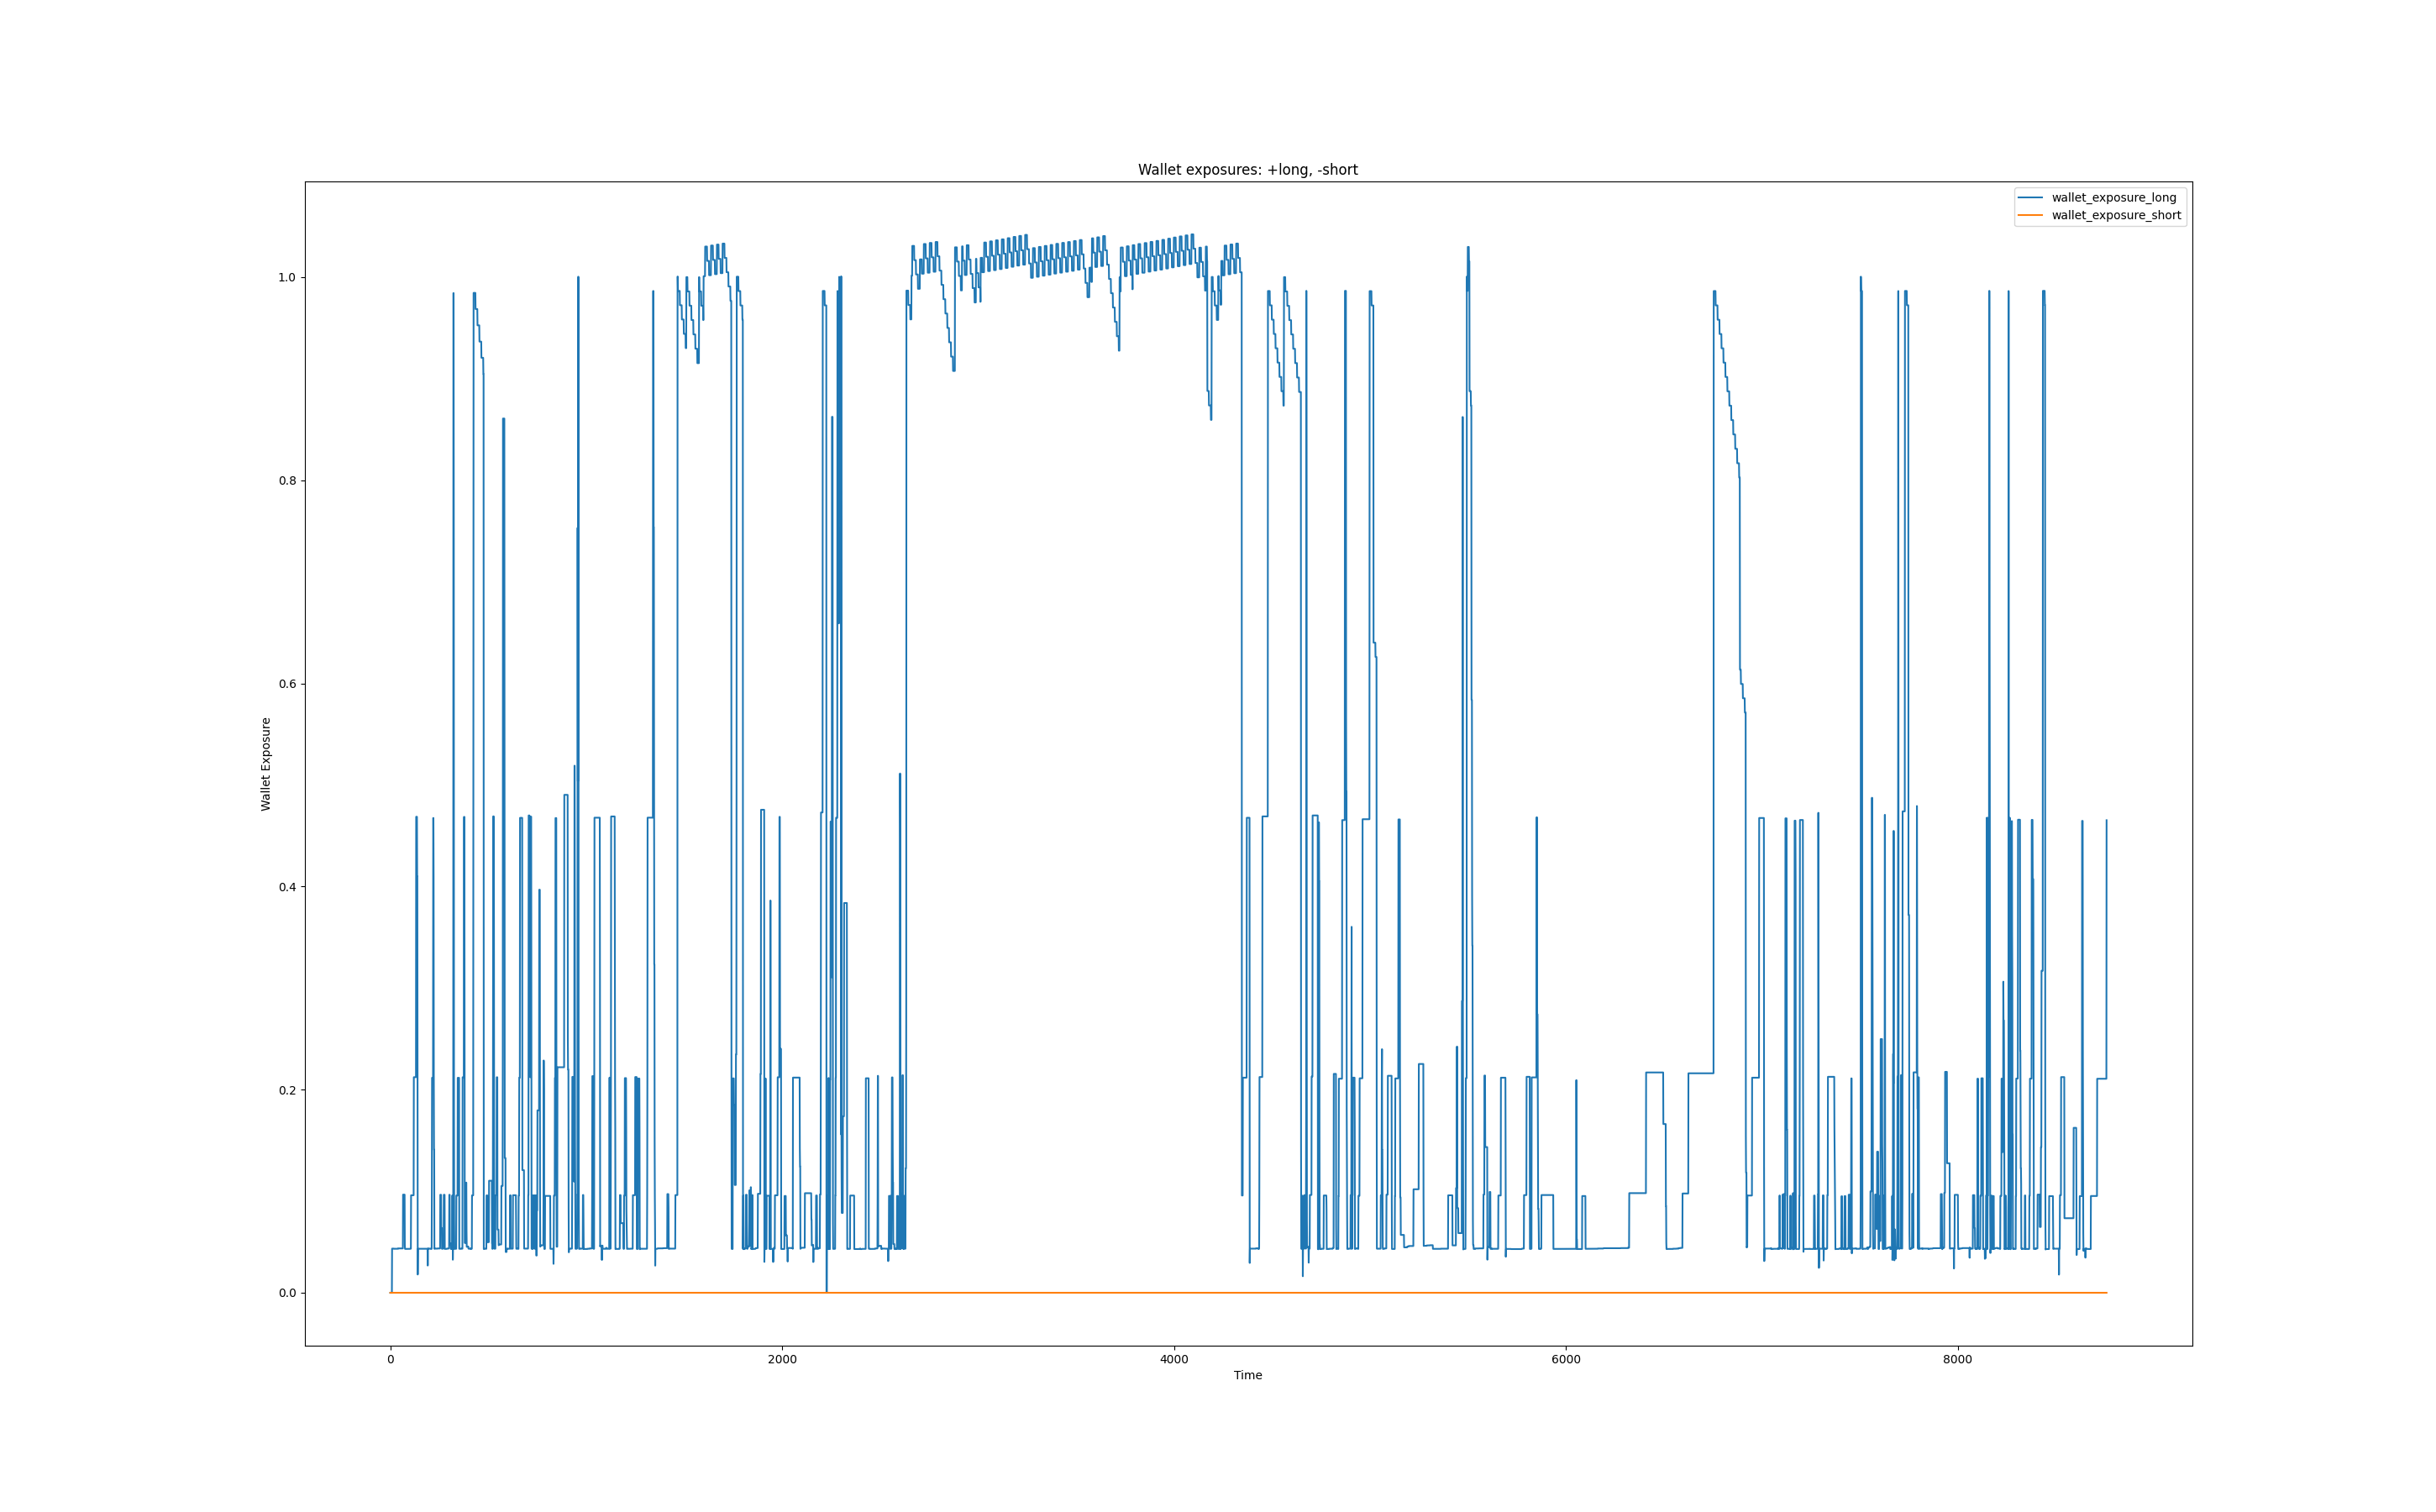 Wallet exposures: +long, -short
wallet_exposure_long
wallet_exposure_short
1.0
0.8
0.6
0.4
0.2
0.0
Wallet Exposure
0 2000 4000 6000 8000
Time